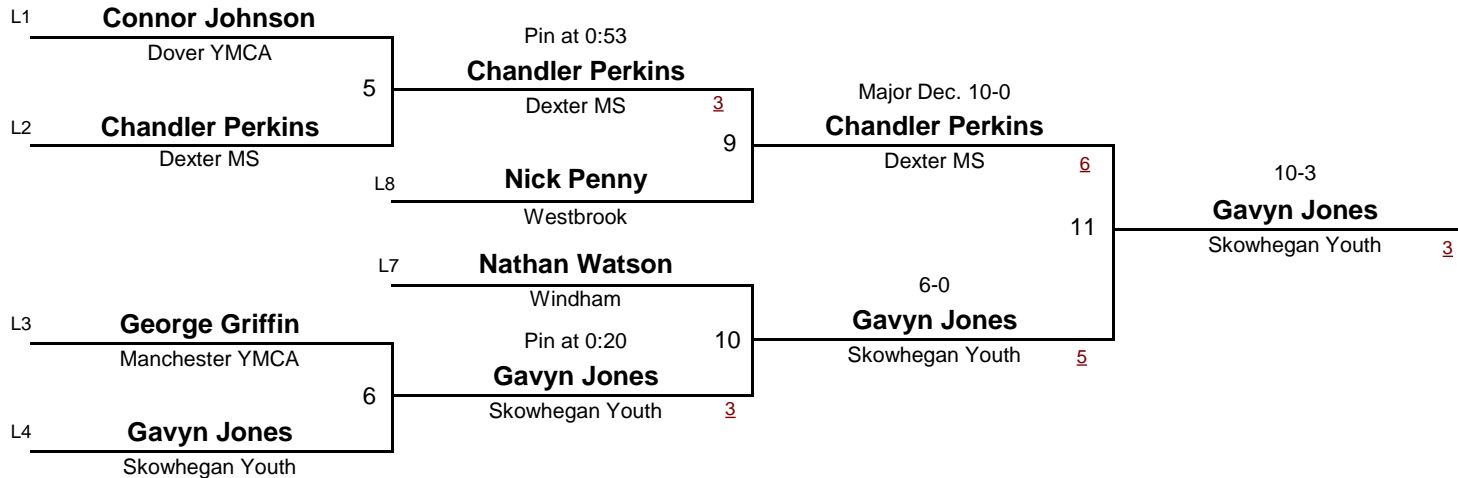 L1
Connor Johnson
Dover YMCA
5
L2
Chandler Perkins
Dexter MS
Pin at 0:53
Chandler Perkins
Dexter MS
3
9
L8
Nick Penny
Westbrook
Major Dec. 10-0
Chandler Perkins
Dexter MS
6
11
L7
Nathan Watson
Windham
10
L3
George Griffin
Manchester YMCA
6
L4
Gavyn Jones
Skowhegan Youth
Pin at 0:20
Gavyn Jones
Skowhegan Youth
3
6-0
Gavyn Jones
Skowhegan Youth
5
10-3
Gavyn Jones
Skowhegan Youth
3